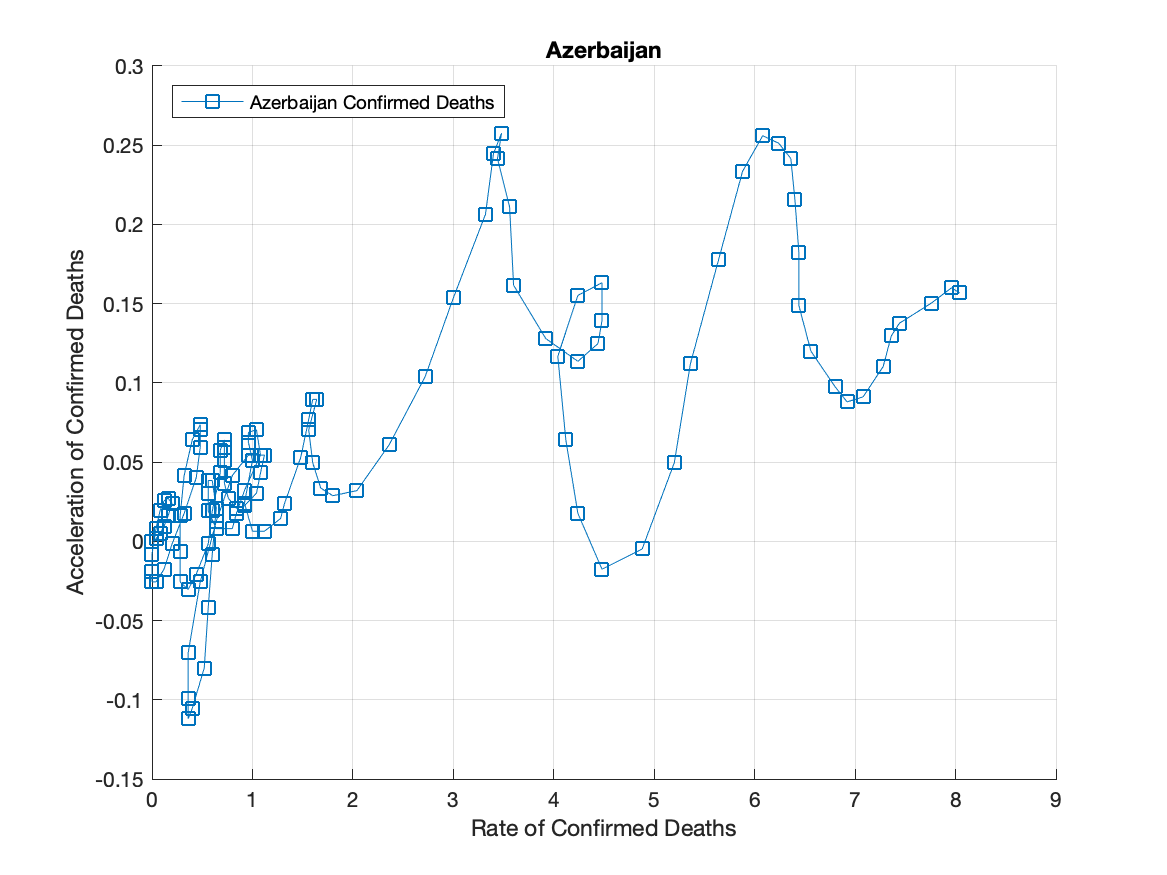 Azerbaijan
0.3
Azerbaijan Confirmed Deaths
0.25
0.2
0.15
0.1
0.05
0
-0.05
-0.1
-0.15
Acceleration of Confirmed Deaths
0 1 2 3 4 5 6 7 8 9
Rate of Confirmed Deaths